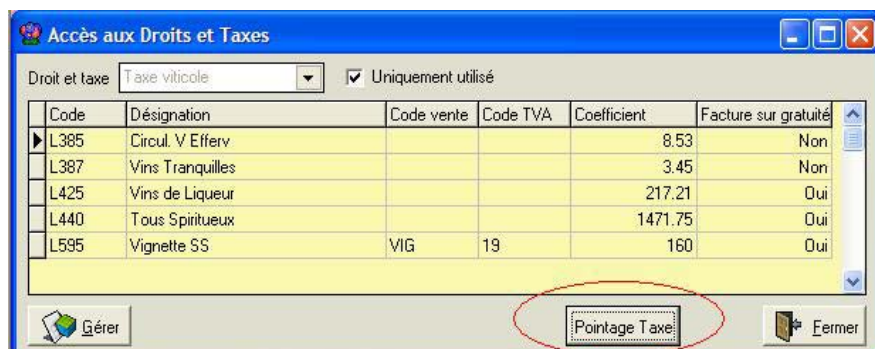 Accès aux Droits et Taxes
Droit et taxe Taxe viticole Uniquement utilisé
Code Désignation Code vente Code TVA Coefficient Facture sur gratuité
L385 Circul. V Efferv 8.53 Non
L387 Vins Tranquilles 3.45 Non
L425 Vins de Liqueur 217.21 Oui
L440 Tous Spiritueux 1471.75 Oui
L595 Vignette SS VIG 19 160 Oui
Gérer Pointage Taxe Fermer